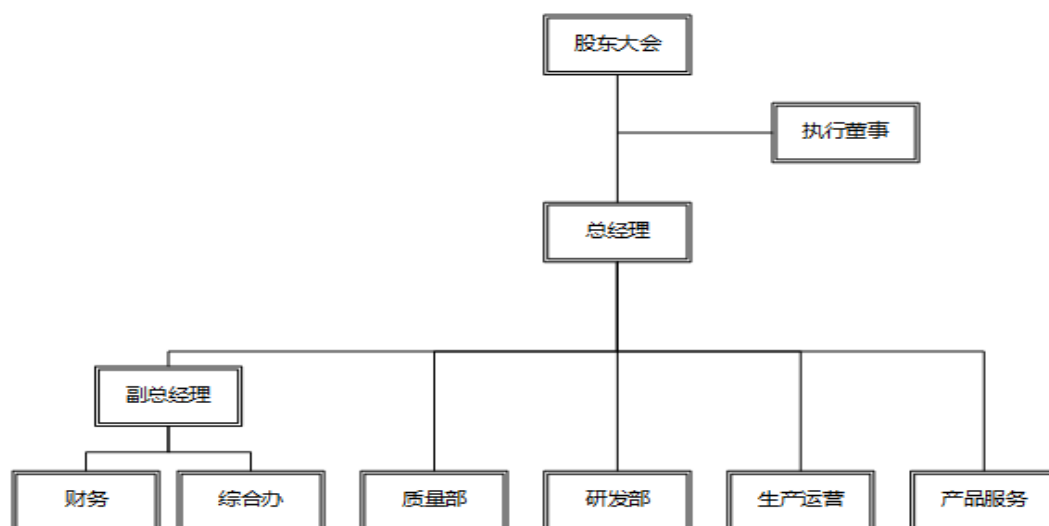 股东大会
执行董事
总经理
副总经理
财务
综合办
质量部
研发部
生产运营
产品服务